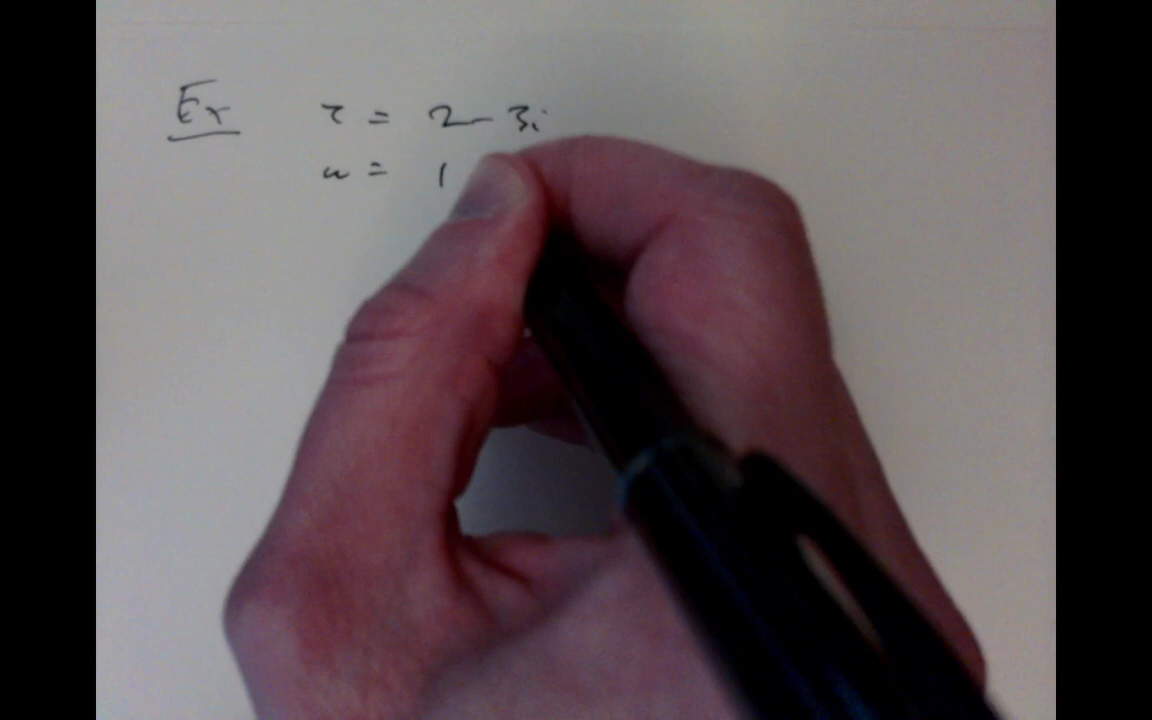 Ex z = 2 - 3i
w = 1